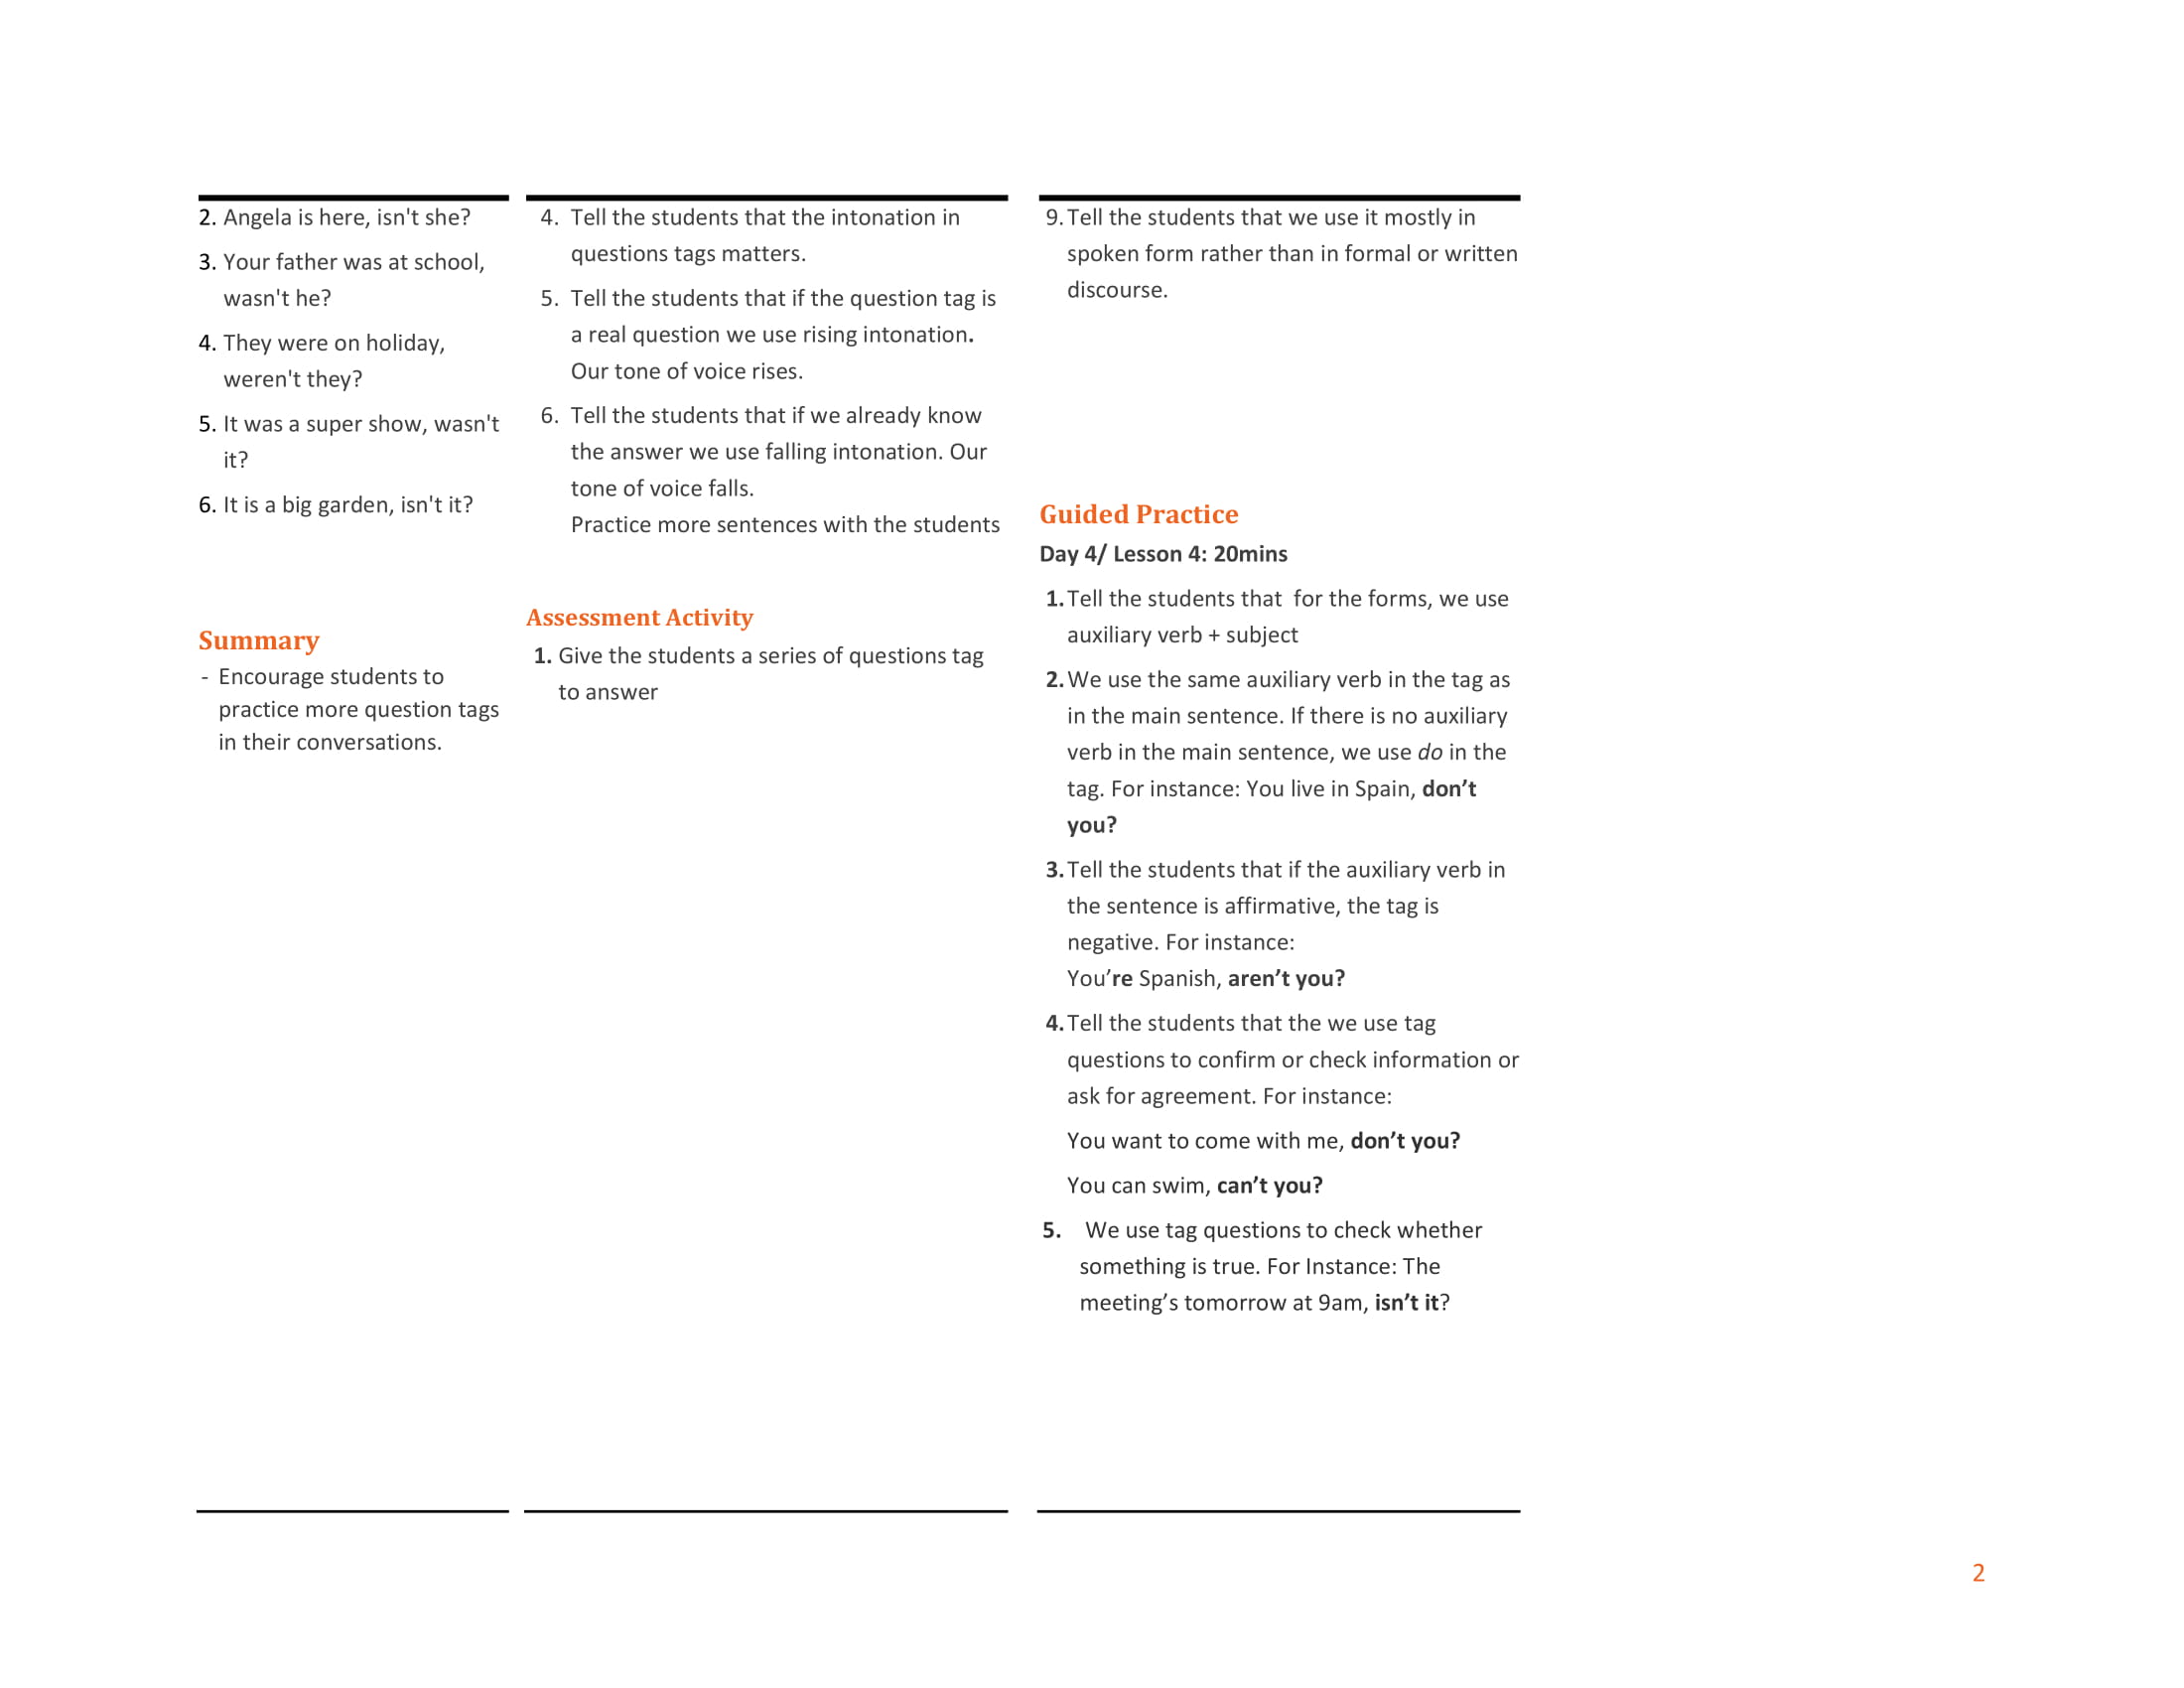 2. Angela is here, isn't she?
3. Your father was at school,
wasn't he?
4. They were on holiday,
weren't they?
5. It was a super show, wasn't
it?
6. It is a big garden, isn't it?
Summary
- Encourage students to
practice more question tags
in their conversations.
4. Tell the students that the intonation in
questions tags matters.
5. Tell the students that if the question tag is
a real question we use rising intonation.
Our tone of voice rises.
6. Tell the students that if we already know
the answer we use falling intonation. Our
tone of voice falls.
Practice more sentences with the students
Assessment Activity
1. Give the students a series of questions tag
to answer
9. Tell the students that we use it mostly in
spoken form rather than in formal or written
discourse.
Guided Practice
Day 4/ Lesson 4: 20mins
1. Tell the students that  for the forms, we use
auxiliary verb + subject
2. We use the same auxiliary verb in the tag as
in the main sentence. If there is no auxiliary
verb in the main sentence, we use do in the
tag. For instance: You live in Spain, don’t
you?
3. Tell the students that if the auxiliary verb in
the sentence is affirmative, the tag is
negative. For instance:
You’re Spanish, aren’t you?
4. Tell the students that the we use tag
questions to confirm or check information or
ask for agreement. For instance:
You want to come with me, don’t you?
You can swim, can’t you?
5. We use tag questions to check whether
something is true. For Instance: The
meeting’s tomorrow at 9am, isn’t it?
2